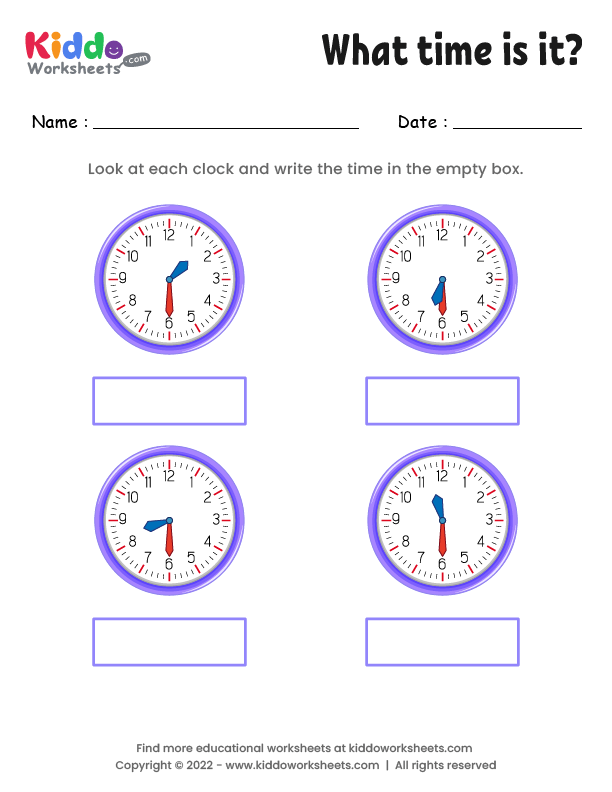 Kiddo
Worksheets .com
What time is it?
Name : Date :
Look at each clock and write the time in the empty box.
12 1 2 3 4 5 6 7 8 9 10 11
12 1 2 3 4 5 6 7 8 9 10 11
12 1 2 3 4 5 6 7 8 9 10 11
12 1 2 3 4 5 6 7 8 9 10 11
Find more educational worksheets at kiddoworksheets.com
Copyright © 2022 - www.kiddoworksheets.com | All rights reserved